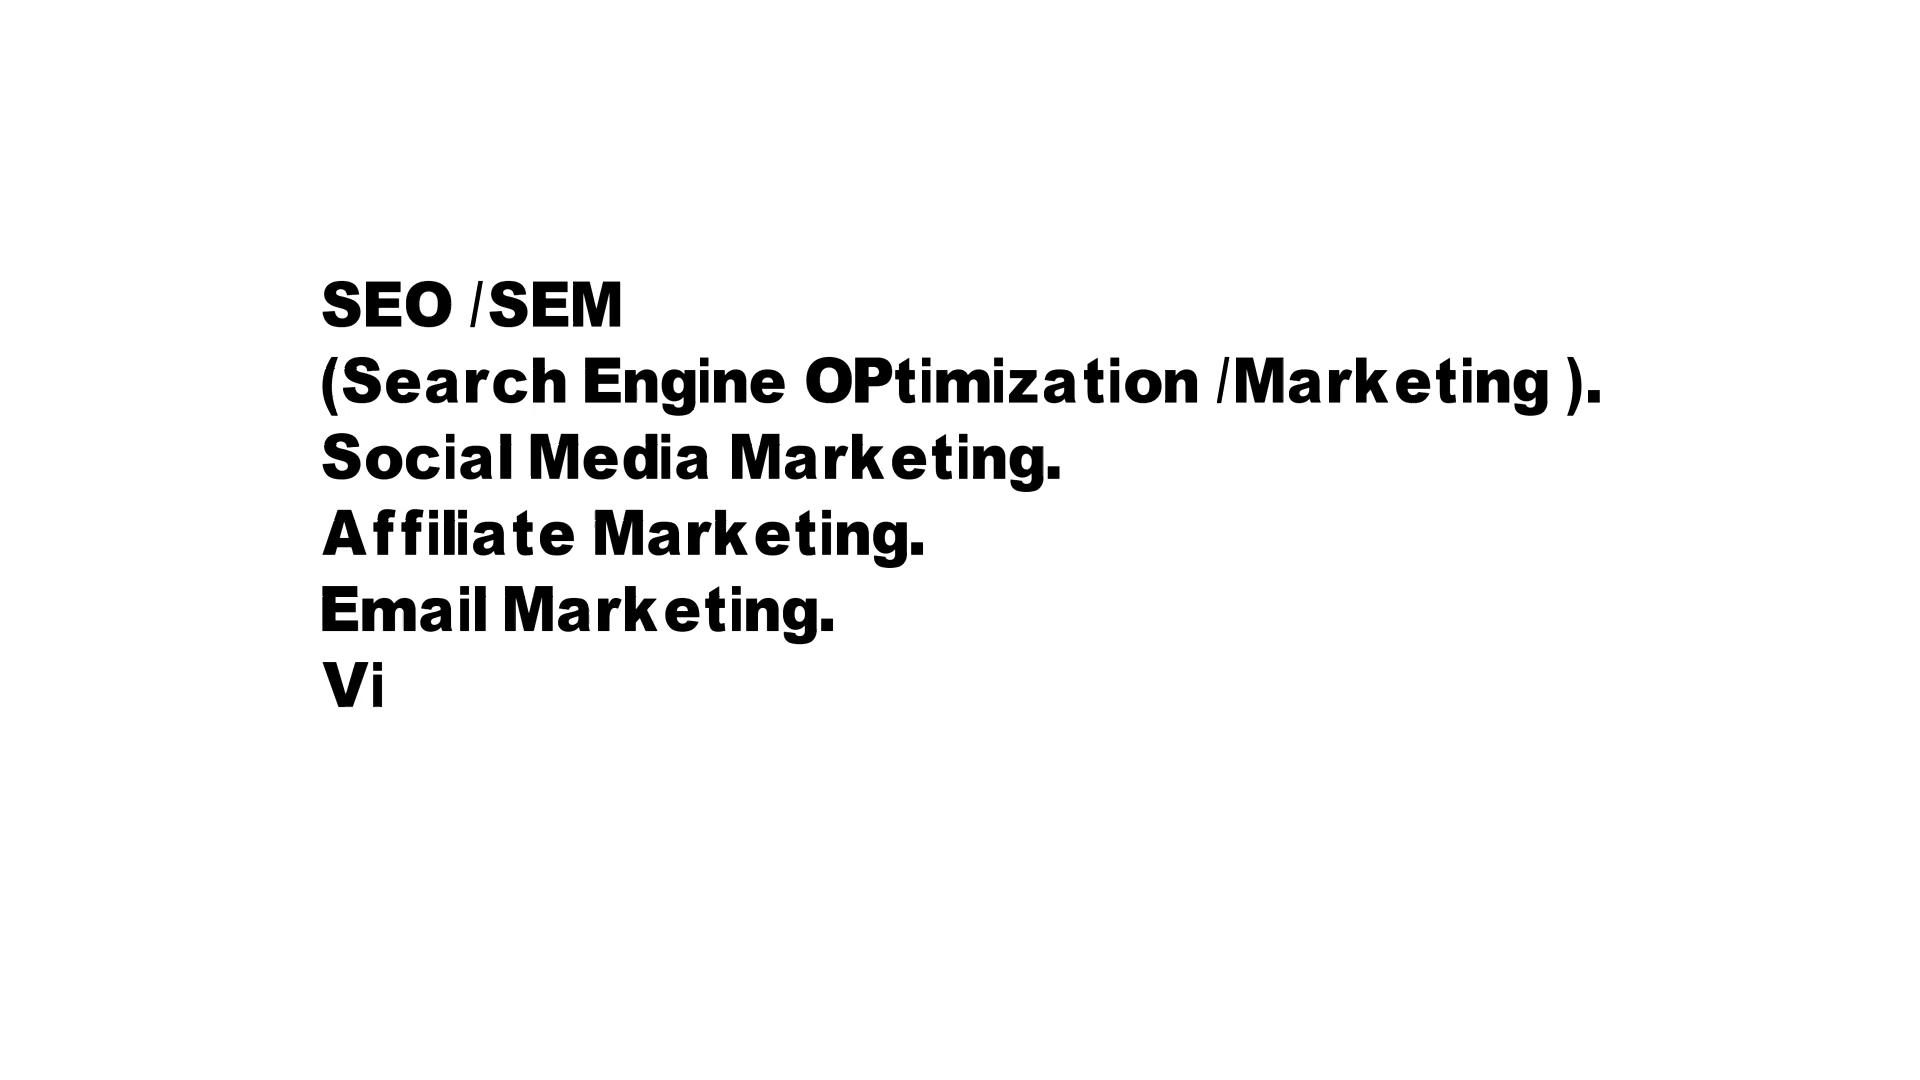 SEO /SEM
(Search Engine OPtimization /Marketing ).
Social Media Marketing.
Affiliate Marketing.
Email Marketing.
Vi